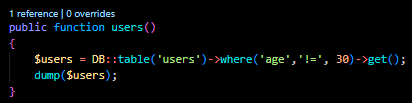 1 reference | 0 overrides
public function users()
{
    $users = DB::table('users')->where('age','!=', 30)->get();
    dump($users);
}